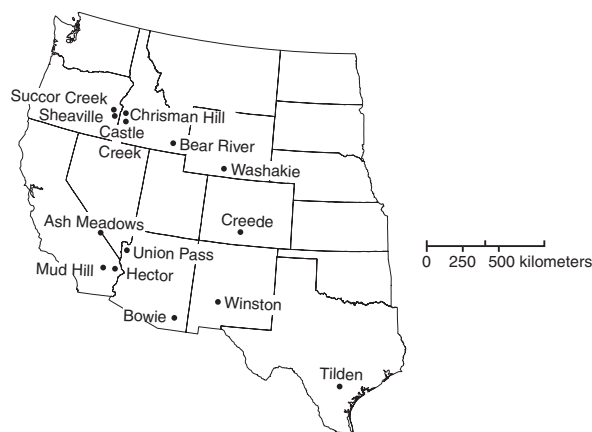 Succor Creek
Sheaville
Chrisman Hill
Castle
Creek
Bear River
Washakie
Ash Meadows
Creede
Union Pass
Mud Hill
Hector
Winston
Bowie
Tilden
0 250 500 kilometers